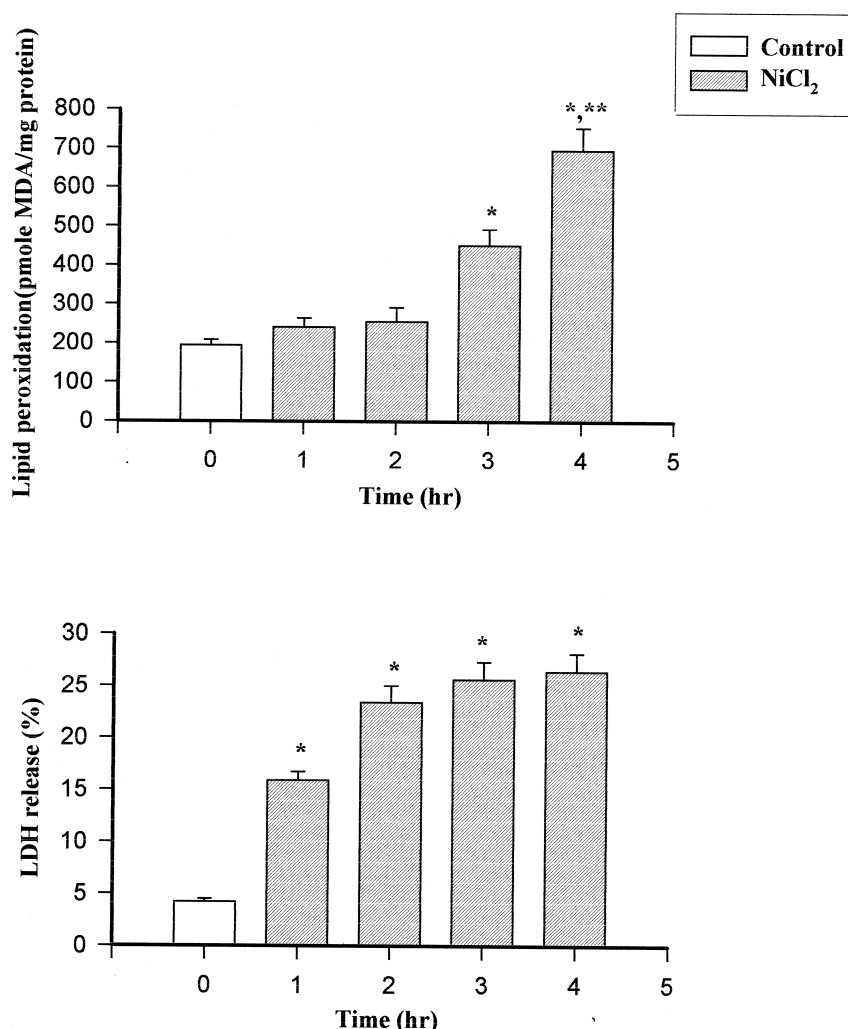 Control
NiCl₂
Lipid peroxidation(pmole MDA/mg protein)
800
700
600
500
400
300
200
100
0
*
*,**
0 1 2 3 4 5
Time (hr)
LDH release (%)
30
25
20
15
10
5
0
* * * *
0 1 2 3 4 5
Time (hr)